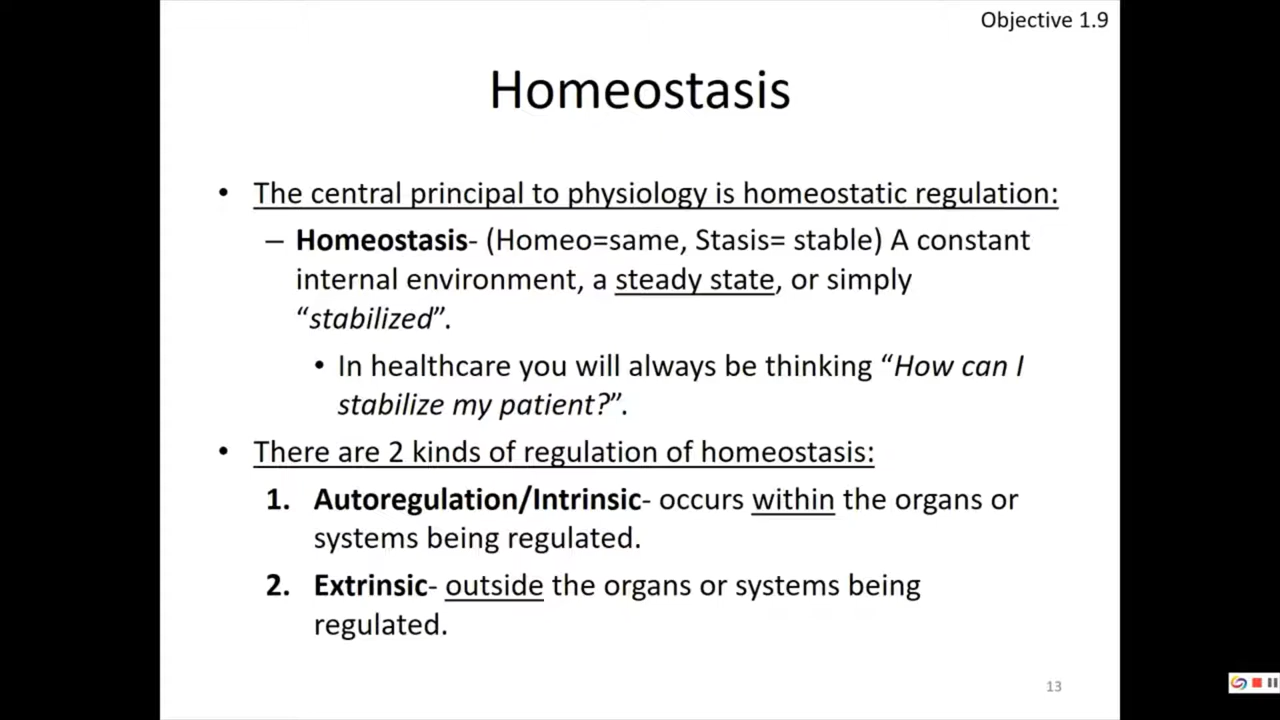 Objective 1.9
Homeostasis
• The central principal to physiology is homeostatic regulation:
– Homeostasis- (Homeo=same, Stasis= stable) A constant
internal environment, a steady state, or simply
“stabilized”.
• In healthcare you will always be thinking “How can I
stabilize my patient?”.
• There are 2 kinds of regulation of homeostasis:
1. Autoregulation/Intrinsic- occurs within the organs or
systems being regulated.
2. Extrinsic- outside the organs or systems being
regulated.
13